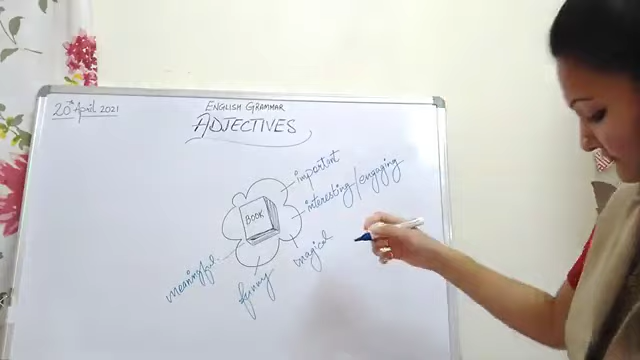 20th April 2021
ENGLISH GRAMMAR
ADJECTIVES
important
interesting/engaging
BOOK
magical
meaningful
funny